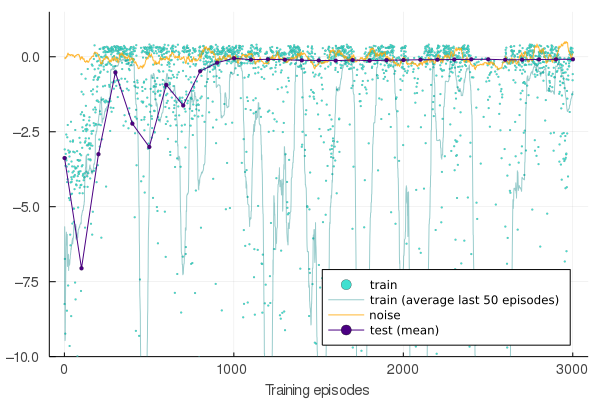 0.0
−2.5
−5.0
−7.5
−10.0
train
train (average last 50 episodes)
noise
test (mean)
0 1000 2000 3000
Training episodes